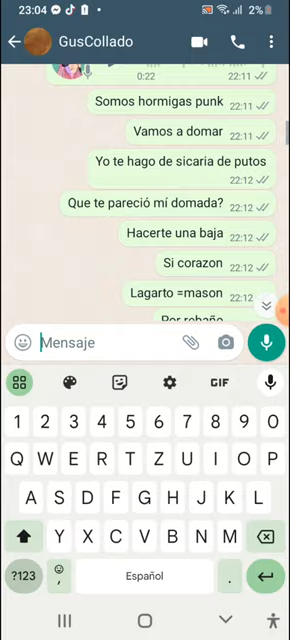 23:04
2%
GusCollado
0:22 22:11
Somos hormigas punk 22:11
Vamos a domar 22:11
Yo te hago de sicaria de putos
22:12
Que te pareció mí domada? 22:12
Hacerte una baja 22:12
Si corazon 22:12
Lagarto =mason 22:12
Por rebaño
Mensaje
GIF
1 2 3 4 5 6 7 8 9 0
Q W E R T Z U I O P
A S D F G H J K L
Y X C V B N M
?123 , Español .